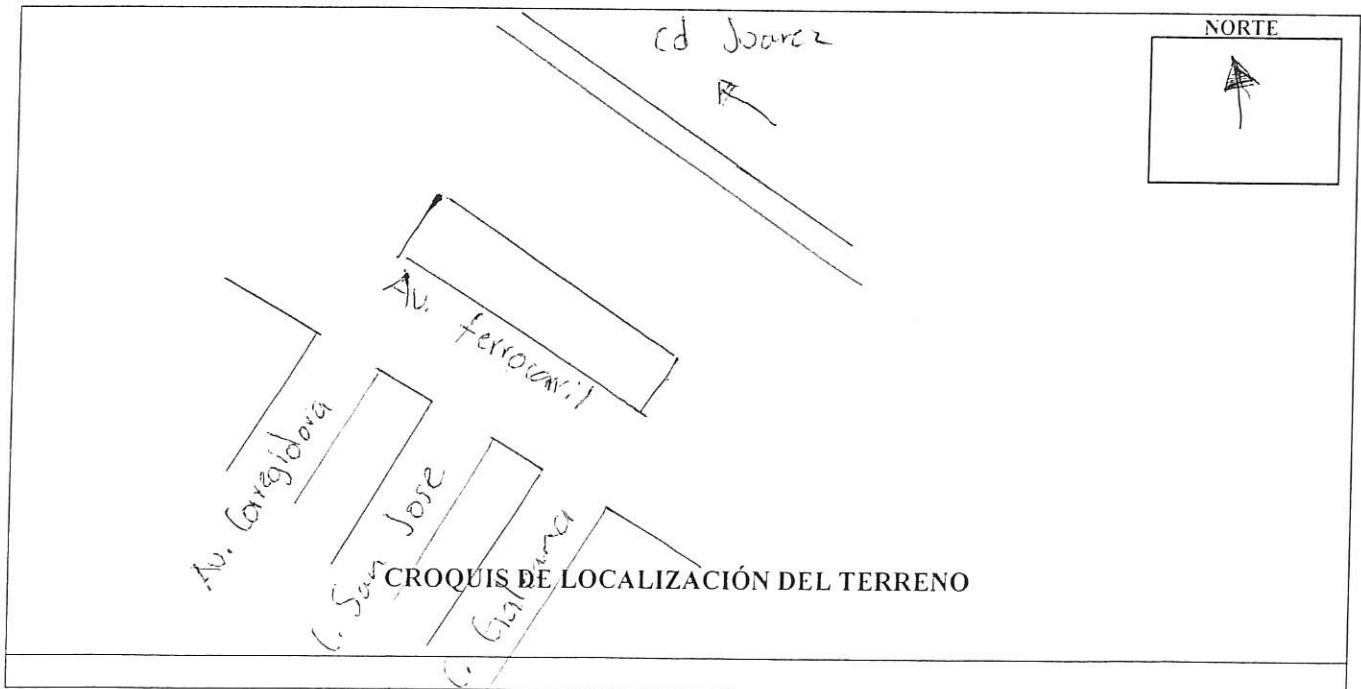 NORTE
cd Juarez
Av. ferrocarril
Av. Corregidora
C. San Jose
C. Galeana
CROQUIS DE LOCALIZACIÓN DEL TERRENO